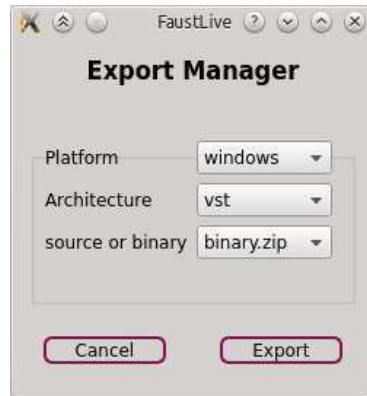 FaustLive
Export Manager
Platform windows
Architecture vst
source or binary binary.zip
Cancel Export